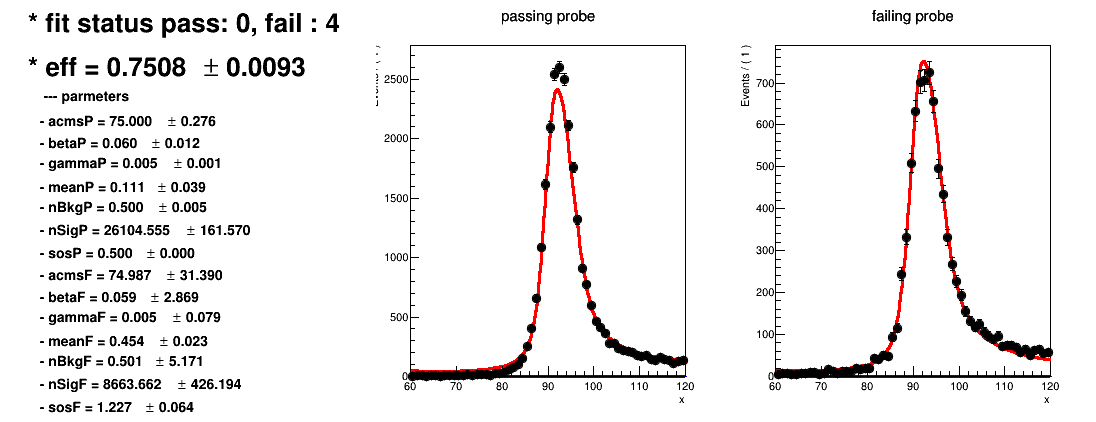 * fit status pass: 0, fail : 4
* eff = 0.7508 ± 0.0093
--- parmeters
- acmsP = 75.000 ± 0.276
- betaP = 0.060 ± 0.012
- gammaP = 0.005 ± 0.001
- meanP = 0.111 ± 0.039
- nBkgP = 0.500 ± 0.005
- nSigP = 26104.555 ± 161.570
- sosP = 0.500 ± 0.000
- acmsF = 74.987 ± 31.390
- betaF = 0.059 ± 2.869
- gammaF = 0.005 ± 0.079
- meanF = 0.454 ± 0.023
- nBkgF = 0.501 ± 5.171
- nSigF = 8663.662 ± 426.194
- sosF = 1.227 ± 0.064
passing probe
2500
2000
1500
1000
500
0
60 70 80 90 100 110 120
x
failing probe
Events / ( 1 )
700
600
500
400
300
200
100
0
60 70 80 90 100 110 120
x